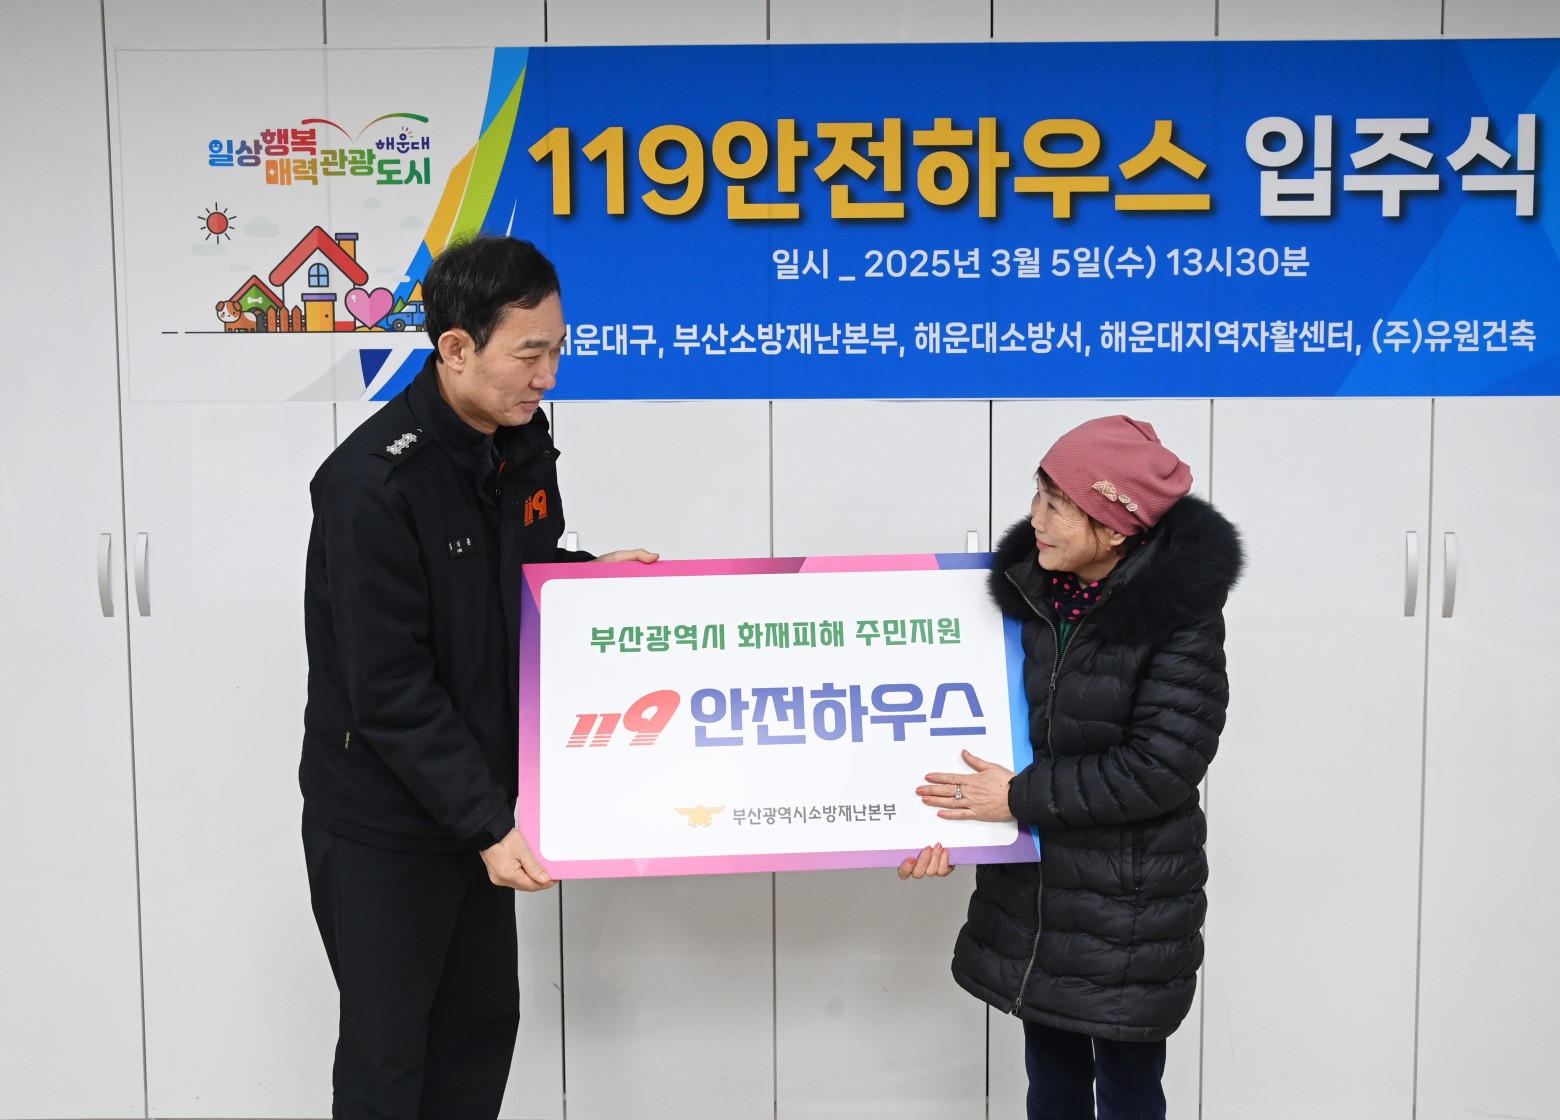 일상행복 해운대
매력관광도시
119안전하우스 입주식
일시 _ 2025년 3월 5일(수) 13시30분
부산소방재난본부, 해운대소방서, 해운대지역자활센터, (주)유원건축
119
부산광역시 화재피해 주민지원
119 안전하우스
부산광역시소방재난본부